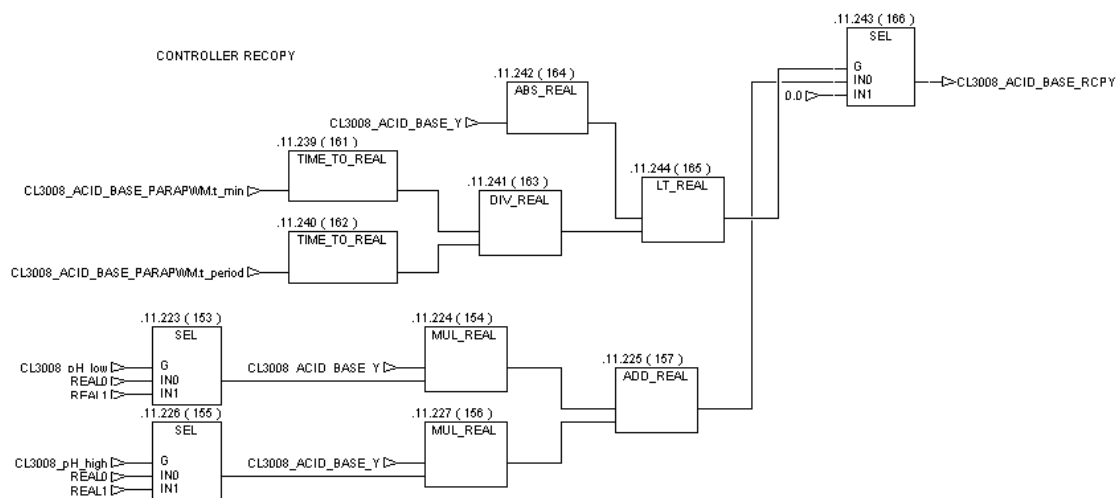 .11.243 ( 166 )
SEL
G
IN0
IN1
0.0
CL3008_ACID_BASE_RCPY
CONTROLLER RECOPY
.11.242 ( 164 )
ABS_REAL
CL3008_ACID_BASE_Y
.11.239 ( 161 )
TIME_TO_REAL
CL3008_ACID_BASE_PARAPWM.t_min
.11.241 ( 163 )
DIV_REAL
.11.244 ( 165 )
LT_REAL
.11.240 ( 162 )
TIME_TO_REAL
CL3008_ACID_BASE_PARAPWM.t_period
.11.223 ( 153 )
SEL
CL3008_pH_low
G
REAL0
IN0
REAL1
IN1
.11.224 ( 154 )
MUL_REAL
CL3008_ACID_BASE_Y
.11.225 ( 157 )
ADD_REAL
.11.226 ( 155 )
SEL
CL3008_pH_high
G
REAL0
IN0
REAL1
IN1
.11.227 ( 156 )
MUL_REAL
CL3008_ACID_BASE_Y